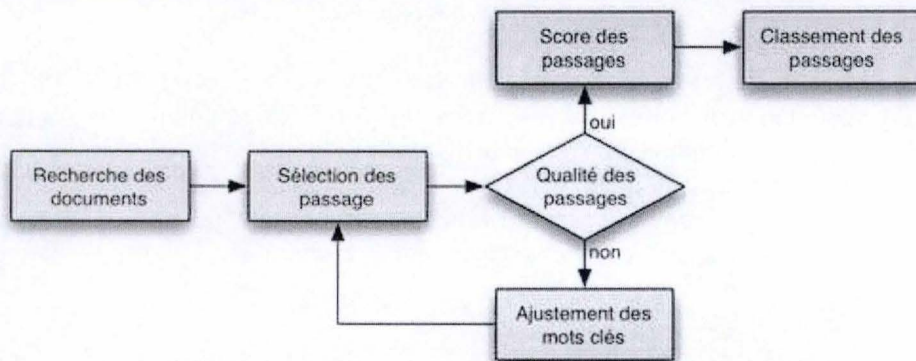 Score des
passages
Classement des
passages
oui
Recherche des
documents
Sélection des
passage
Qualité des
passages
non
Ajustement des
mots clés